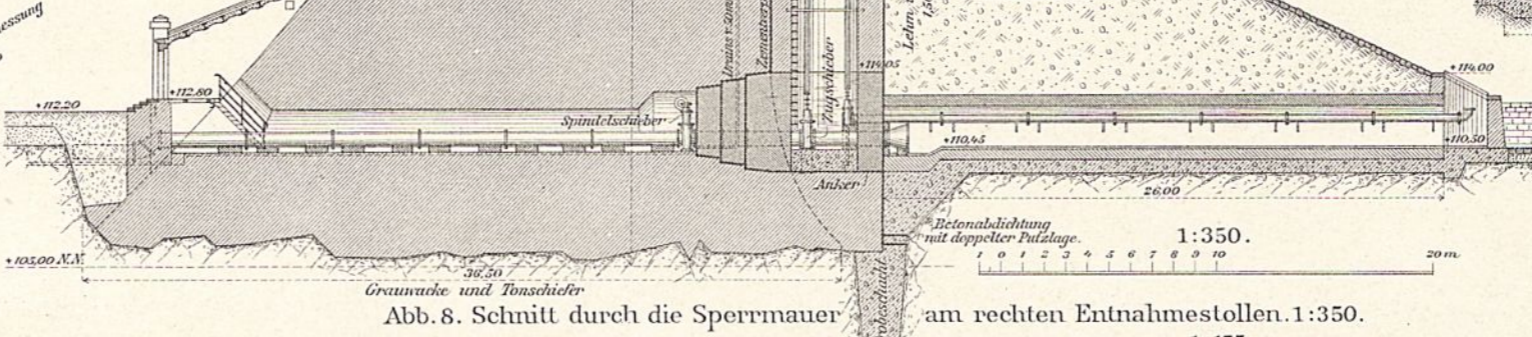 Zementverp
Lehm
Zugschieber
+114,05
+114,00
+112,80
+112,20
Spindelschieber
+110,45
+110,50
Anker
26,00
Betonabdichtung
mit doppelter Putzlage.
1:350.
1 0 1 2 3 4 5 6 7 8 9 10 20 m
+105,00 N.N.
36,50
Grauwacke und Tonschiefer
Abb. 8. Schnitt durch die Sperrmauer am rechten Entnahmestollen. 1:350.